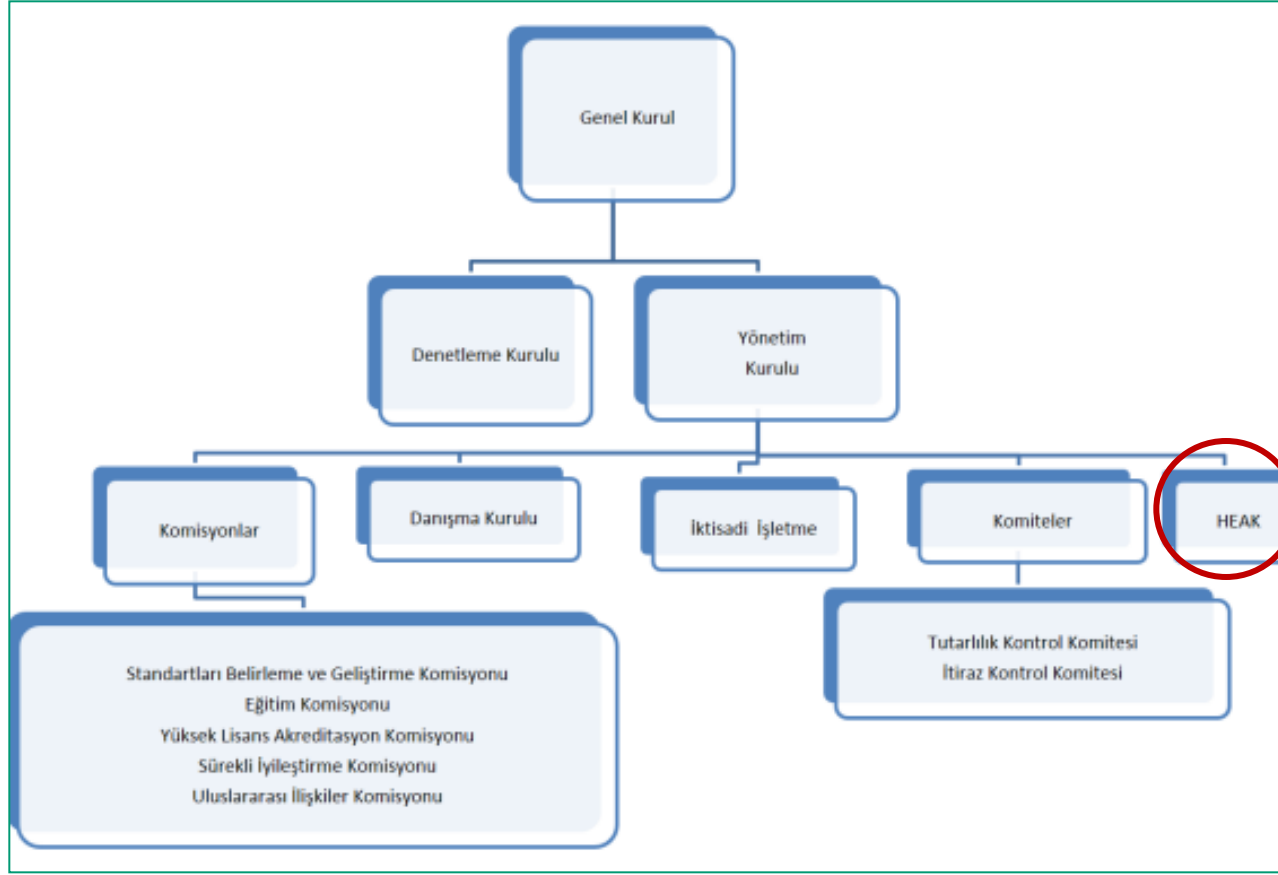 Genel Kurul
Denetleme Kurulu
Yönetim
Kurulu
Komisyonlar
Danışma Kurulu
İktisadi İşletme
Komiteler
HEAK
Standartları Belirleme ve Geliştirme Komisyonu
Eğitim Komisyonu
Yüksek Lisans Akreditasyon Komisyonu
Sürekli İyileştirme Komisyonu
Uluslararası İlişkiler Komisyonu
Tutarlılık Kontrol Komitesi
İtiraz Kontrol Komitesi